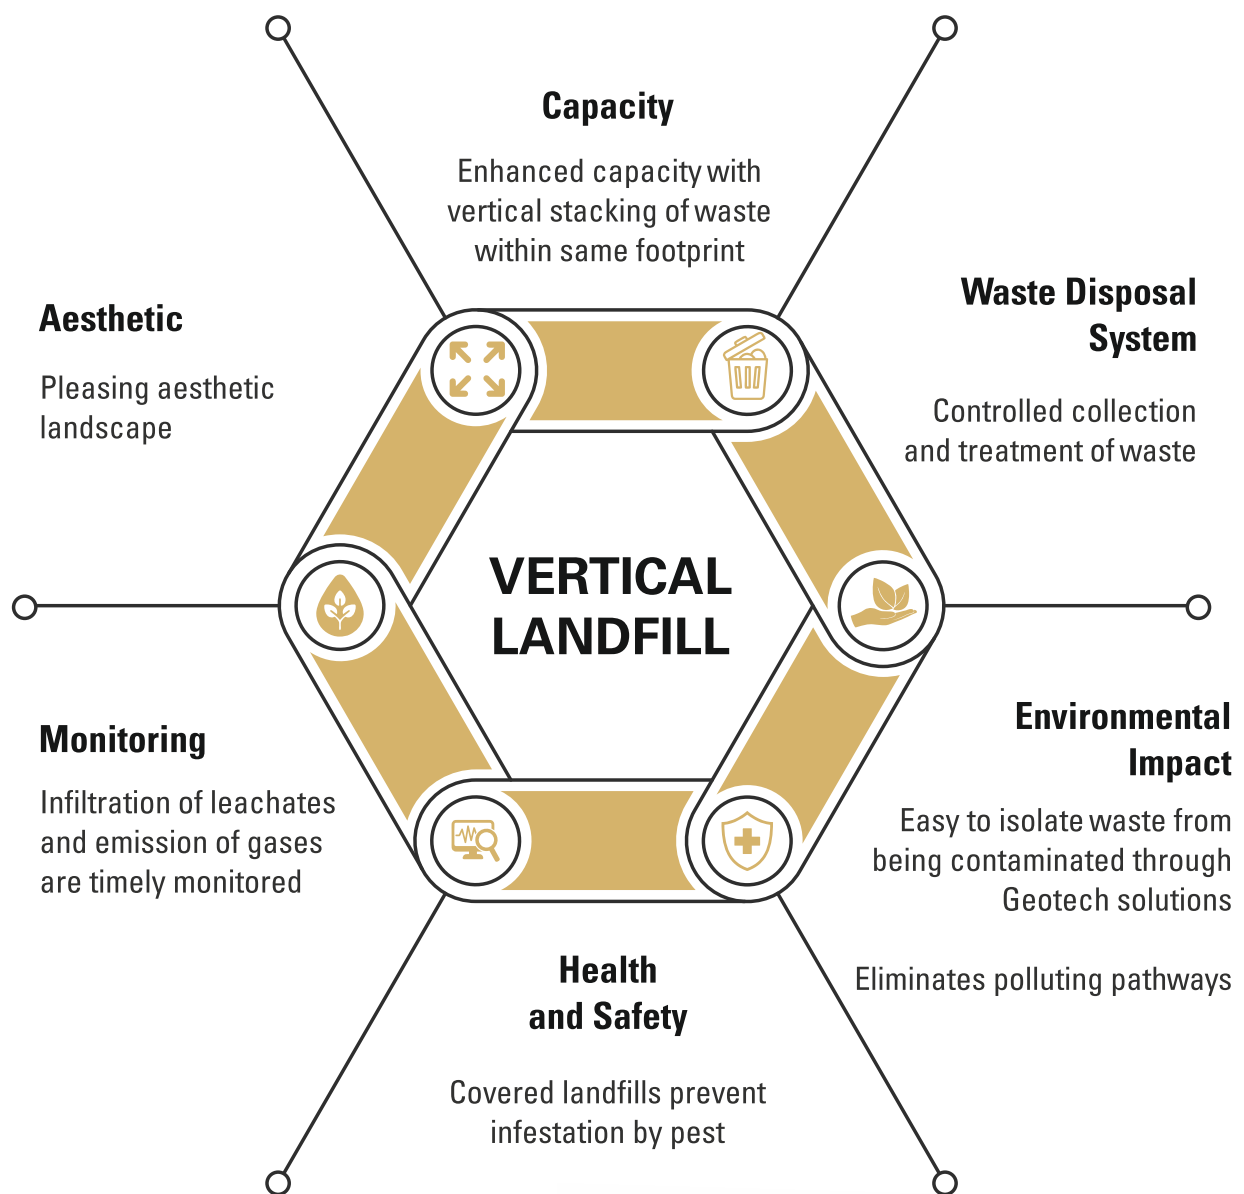 Capacity
Enhanced capacity with
vertical stacking of waste
within same footprint
Waste Disposal
System
Controlled collection
and treatment of waste
Aesthetic
Pleasing aesthetic
landscape
VERTICAL
LANDFILL
Environmental
Impact
Easy to isolate waste from
being contaminated through
Geotech solutions
Eliminates polluting pathways
Monitoring
Infiltration of leachates
and emission of gases
are timely monitored
Health
and Safety
Covered landfills prevent
infestation by pest